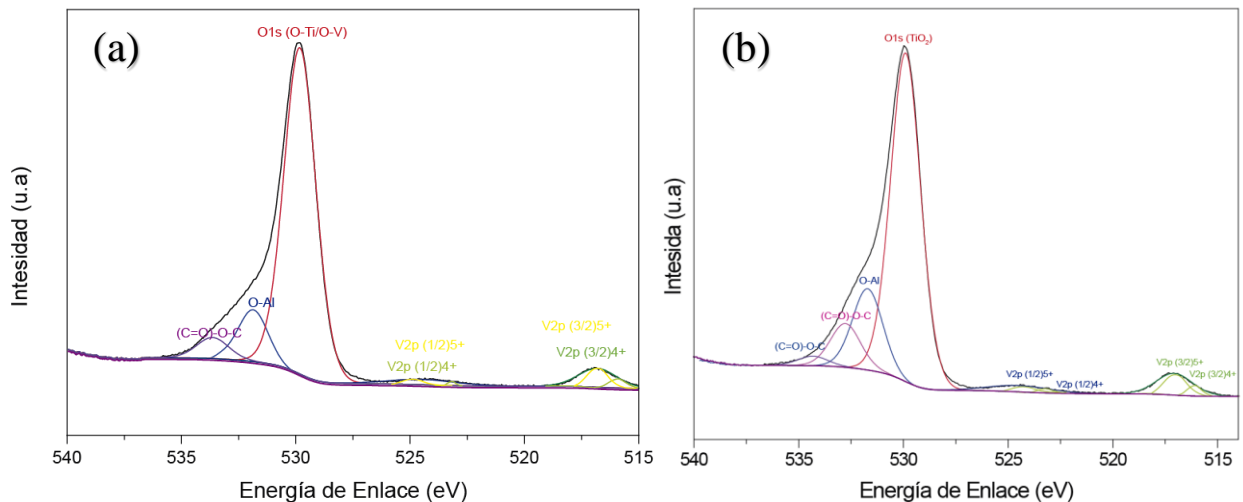 (a)
O1s (O-Ti/O-V)
O-Al
(C=O)-O-C
V2p (1/2)5+
V2p (1/2)4+
V2p (3/2)5+
V2p (3/2)4+
Intesidad (u.a)
540 535 530 525 520 515
Energía de Enlace (eV)
(b)
O1s (TiO₂)
O-Al
(C=O)-O-C
(C=O)-O-C
V2p (1/2)5+
V2p (1/2)4+
V2p (3/2)5+
V2p (3/2)4+
Intesida (u.a)
540 535 530 525 520 515
Energía de Enlace (eV)